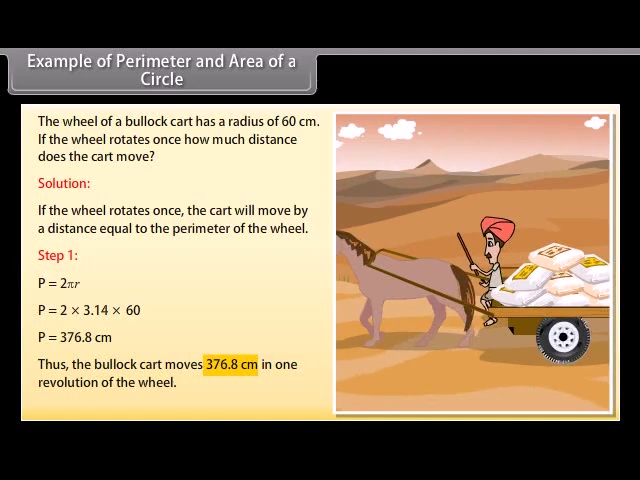 Example of Perimeter and Area of a
Circle
The wheel of a bullock cart has a radius of 60 cm.
If the wheel rotates once how much distance
does the cart move?
Solution:
If the wheel rotates once, the cart will move by
a distance equal to the perimeter of the wheel.
Step 1:
P = 2πr
P = 2 × 3.14 × 60
P = 376.8 cm
Thus, the bullock cart moves 376.8 cm in one
revolution of the wheel.